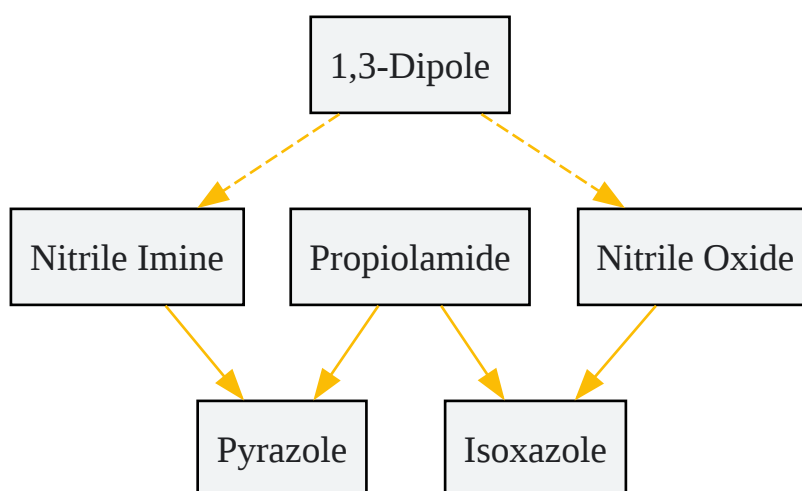 1,3-Dipole
Nitrile Imine
Propiolamide
Nitrile Oxide
Pyrazole
Isoxazole